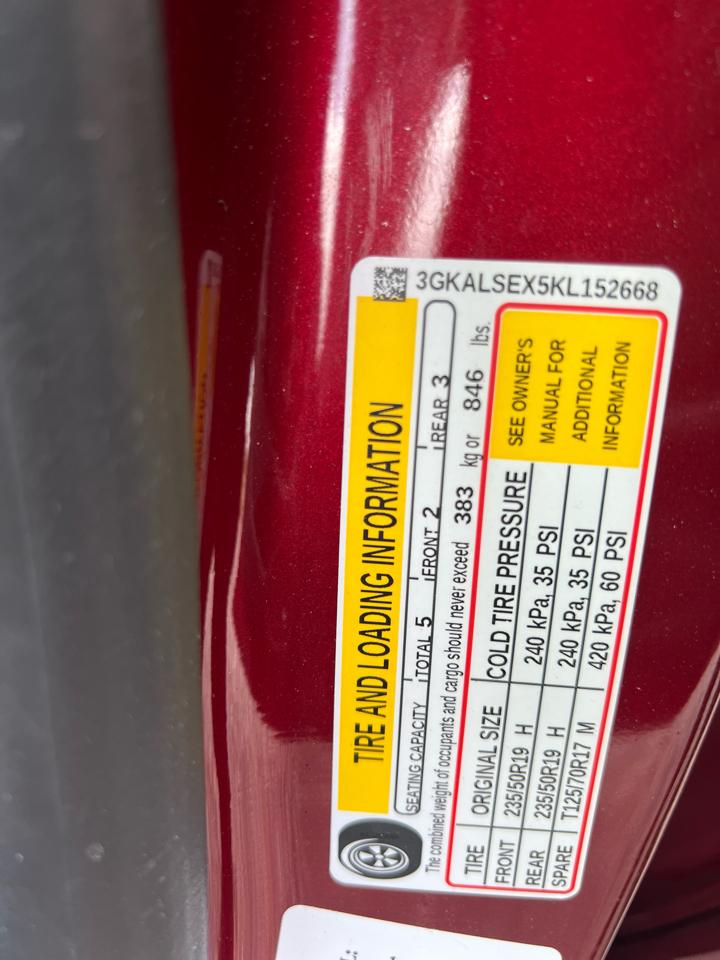 3GKALSEX5KL152668
TIRE AND LOADING INFORMATION
SEATING CAPACITY TOTAL 5 FRONT 2 REAR 3
The combined weight of occupants and cargo should never exceed 383 kg or 846 lbs.
TIRE ORIGINAL SIZE COLD TIRE PRESSURE
FRONT 235/50R19 H 240 kPa, 35 PSI
REAR 235/50R19 H 240 kPa, 35 PSI
SPARE T125/70R17 M 420 kPa, 60 PSI
SEE OWNER'S
MANUAL FOR
ADDITIONAL
INFORMATION